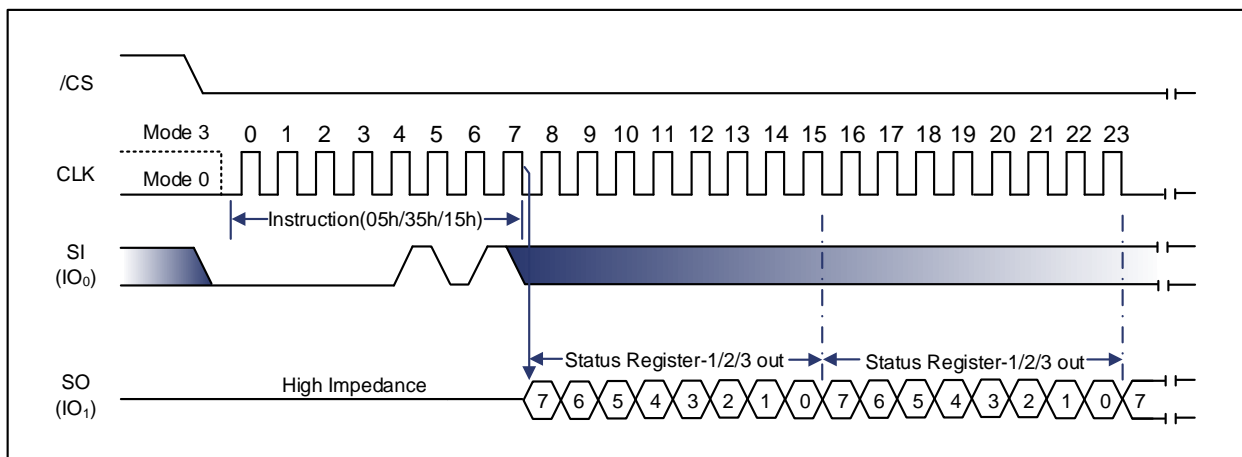 /CS
Mode 3
0 1 2 3 4 5 6 7 8 9 10 11 12 13 14 15 16 17 18 19 20 21 22 23
CLK
Mode 0
Instruction(05h/35h/15h)
SI
(IO₀)
Status Register-1/2/3 out Status Register-1/2/3 out
SO
(IO₁)
High Impedance
7 6 5 4 3 2 1 0 7 6 5 4 3 2 1 0 7